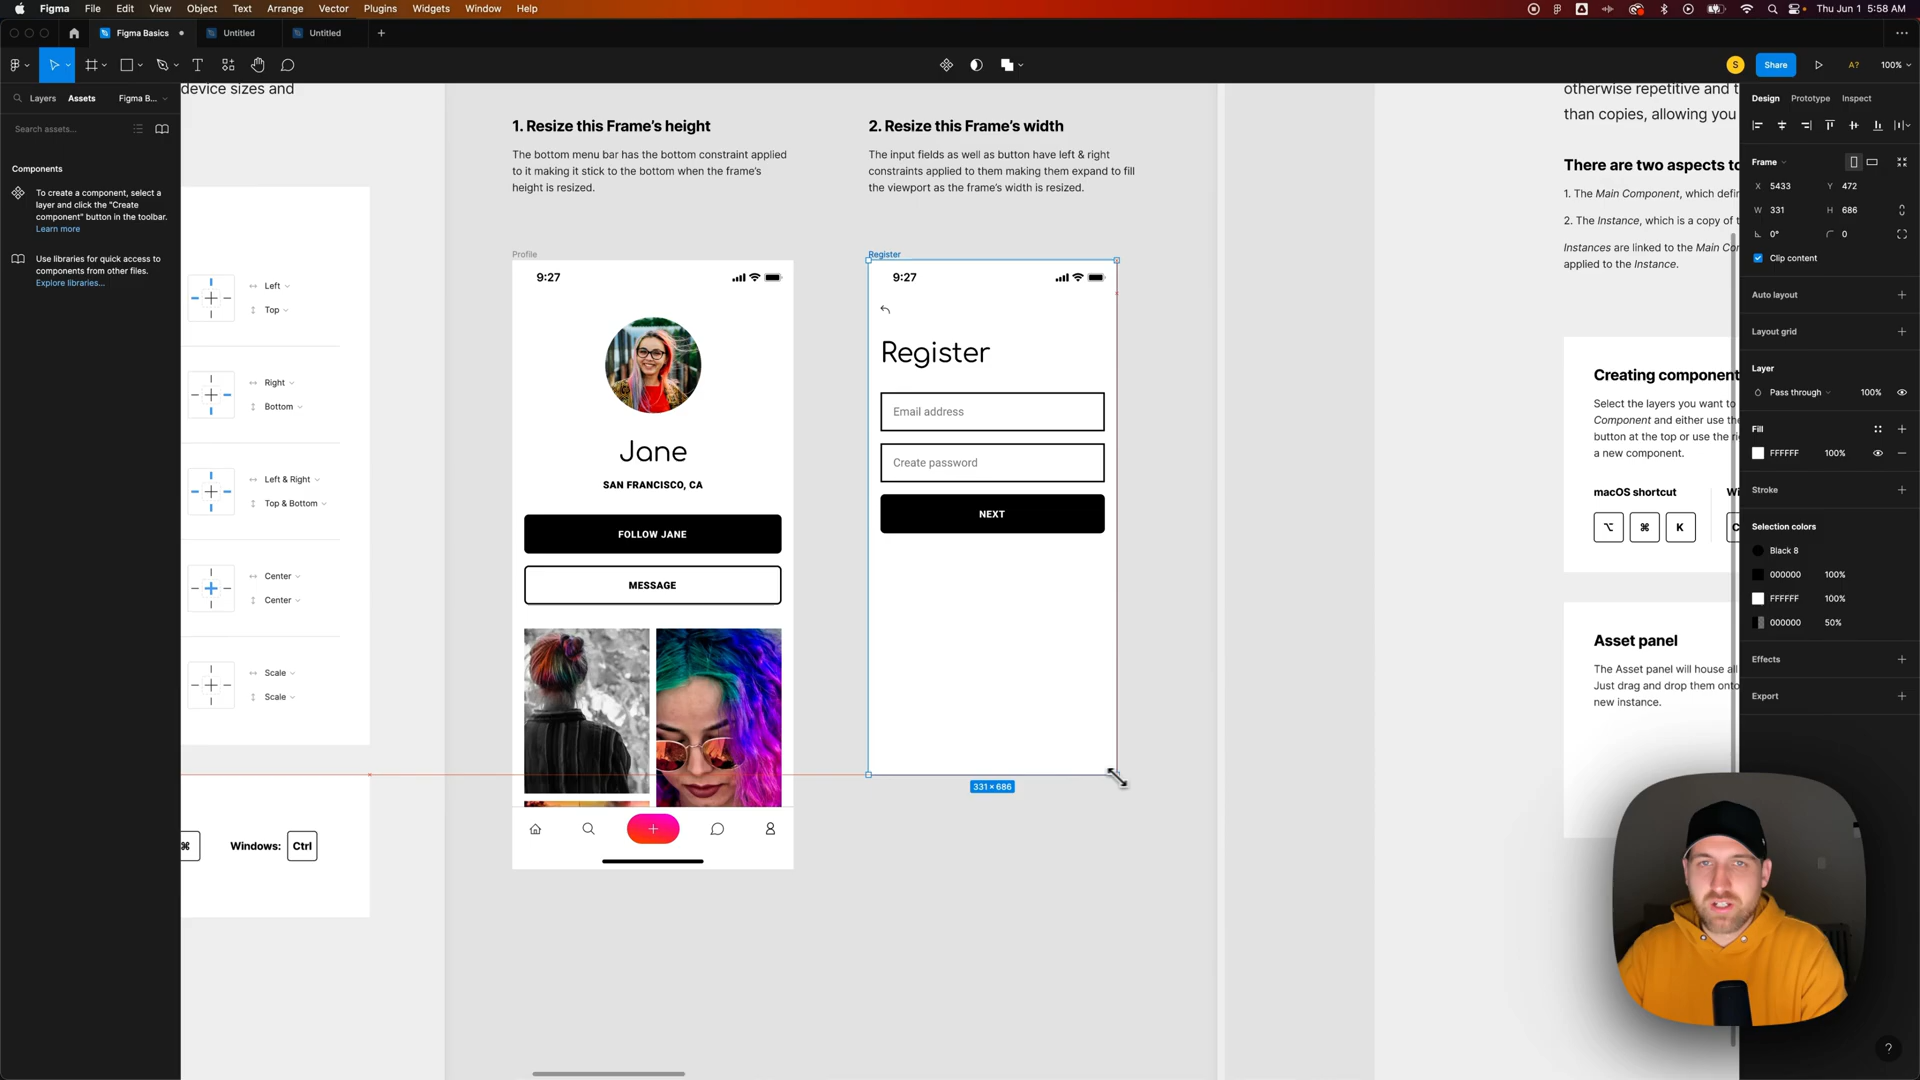 Figma File Edit View Object Text Arrange Vector Plugins Widgets Window Help
Thu Jun 1 5:58 AM
Figma Basics
Untitled
Untitled
S
Share
A?
100%
Layers
Assets
Figma B...
Search assets...
Components
To create a component, select a
layer and click the "Create
component" button in the toolbar.
Learn more
Use libraries for quick access to
components from other files.
Explore libraries...
device sizes and
Left
Top
Right
Bottom
Left & Right
Top & Bottom
Center
Center
Scale
Scale
⌘
Windows:
Ctrl
1. Resize this Frame's height
The bottom menu bar has the bottom constraint applied
to it making it stick to the bottom when the frame's
height is resized.
Profile
9:27
Jane
SAN FRANCISCO, CA
FOLLOW JANE
MESSAGE
2. Resize this Frame's width
The input fields as well as button have left & right
constraints applied to them making them expand to fill
the viewport as the frame's width is resized.
Register
9:27
Register
Email address
Create password
NEXT
331 × 686
otherwise repetitive and t
than copies, allowing you
There are two aspects to
1. The Main Component, which defin
2. The Instance, which is a copy of t
Instances are linked to the Main Cor
applied to the Instance.
Creating component
Select the layers you want to
Component and either use the
button at the top or use the ri
a new component.
macOS shortcut
Wi
⌥
⌘
K
C
Asset panel
The Asset panel will house all
Just drag and drop them onto
new instance.
Design
Prototype
Inspect
Frame
X 5433
Y 472
W 331
H 686
0°
0
Clip content
Auto layout
Layout grid
Layer
Pass through
100%
Fill
FFFFFF
100%
Stroke
Selection colors
Black 8
000000
100%
FFFFFF
100%
000000
50%
Effects
Export
?